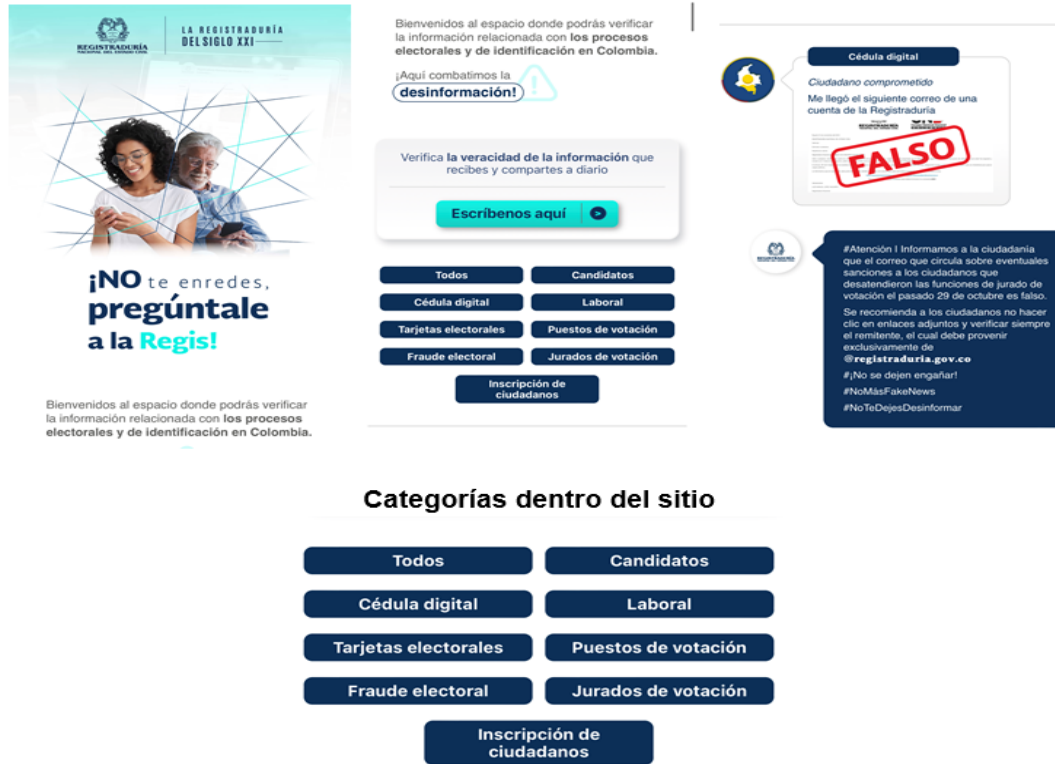 REGISTRADURÍA
NACIONAL DEL ESTADO CIVIL
LA REGISTRADURÍA
DEL SIGLO XXI
¡NO te enredes,
pregúntale
a la Regis!
Bienvenidos al espacio donde podrás verificar
la información relacionada con los procesos
electorales y de identificación en Colombia.
Bienvenidos al espacio donde podrás verificar
la información relacionada con los procesos
electorales y de identificación en Colombia.
¡Aquí combatimos la
desinformación!
Verifica la veracidad de la información que
recibes y compartes a diario
Escríbenos aquí
Todos
Candidatos
Cédula digital
Laboral
Tarjetas electorales
Puestos de votación
Fraude electoral
Jurados de votación
Inscripción de
ciudadanos
Cédula digital
Ciudadano comprometido
Me llegó el siguiente correo de una
cuenta de la Registraduría
FALSO
#Atención | Informamos a la ciudadanía
que el correo que circula sobre eventuales
sanciones a los ciudadanos que
desatendieron las funciones de jurado de
votación el pasado 29 de octubre es falso.
Se recomienda a los ciudadanos no hacer
clic en enlaces adjuntos y verificar siempre
el remitente, el cual debe provenir
exclusivamente de
@registraduria.gov.co
#¡No se dejen engañar!
#NoMásFakeNews
#NoTeDejesDesinformar
Categorías dentro del sitio
Todos
Candidatos
Cédula digital
Laboral
Tarjetas electorales
Puestos de votación
Fraude electoral
Jurados de votación
Inscripción de
ciudadanos